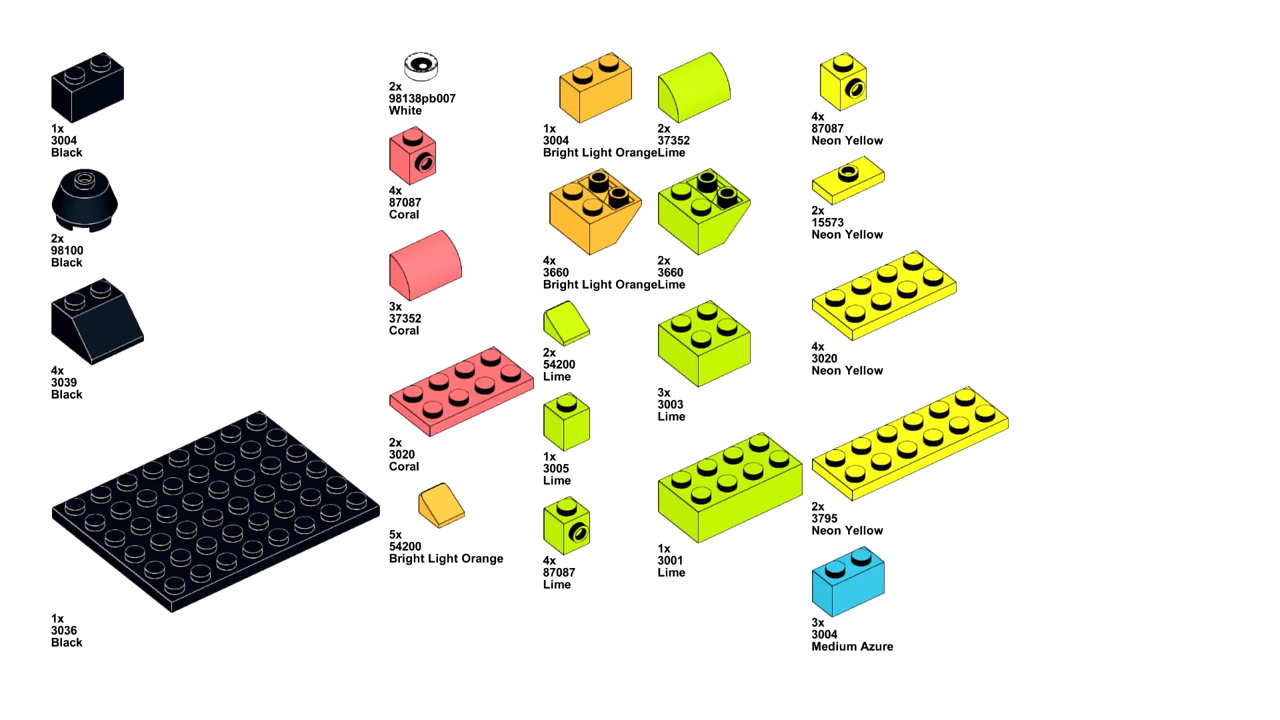 1x
3004
Black
2x
98100
Black
4x
3039
Black
1x
3036
Black
2x
98138pb007
White
4x
87087
Coral
3x
37352
Coral
2x
3020
Coral
5x
54200
Bright Light Orange
1x
3004
Bright Light Orange
4x
3660
Bright Light Orange
2x
54200
Lime
1x
3005
Lime
4x
87087
Lime
2x
37352
Lime
2x
3660
Lime
3x
3003
Lime
1x
3001
Lime
4x
87087
Neon Yellow
2x
15573
Neon Yellow
4x
3020
Neon Yellow
2x
3795
Neon Yellow
3x
3004
Medium Azure